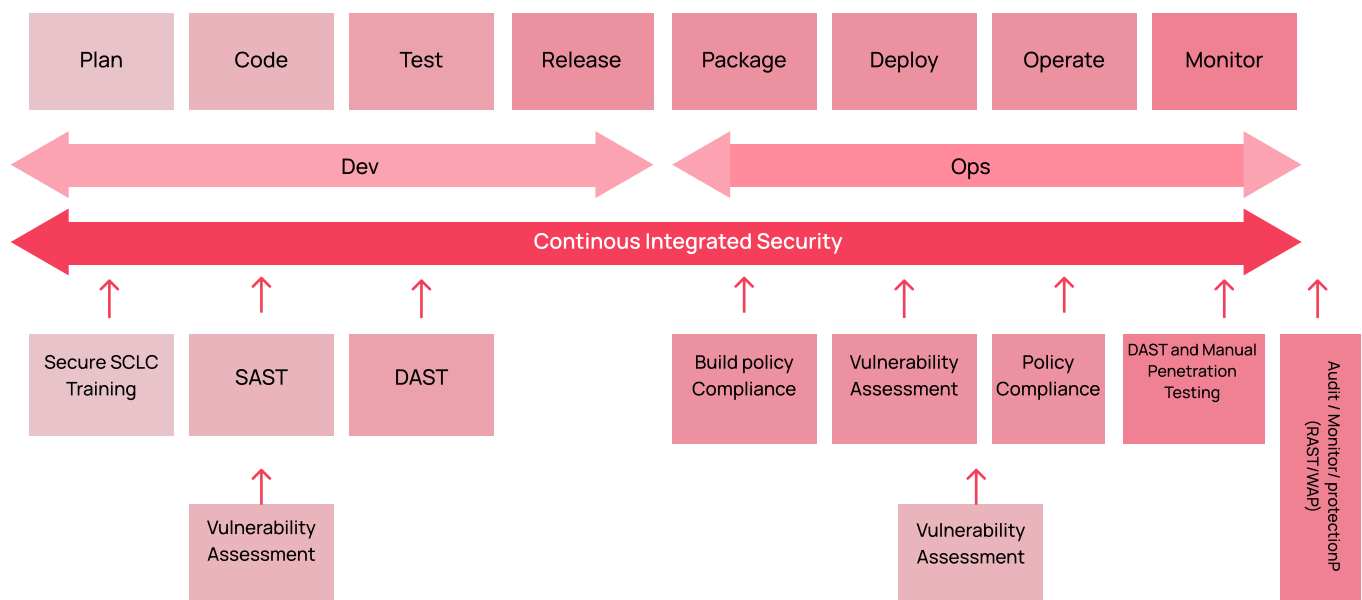 Plan
Code
Test
Release
Package
Deploy
Operate
Monitor
Dev
Ops
Continous Integrated Security
Secure SCLC
Training
SAST
DAST
Build policy
Compliance
Vulnerability
Assessment
Policy
Compliance
DAST and Manual
Penetration
Testing
Audit / Monitor/ protectionP
(RAST/WAP)
Vulnerability
Assessment
Vulnerability
Assessment